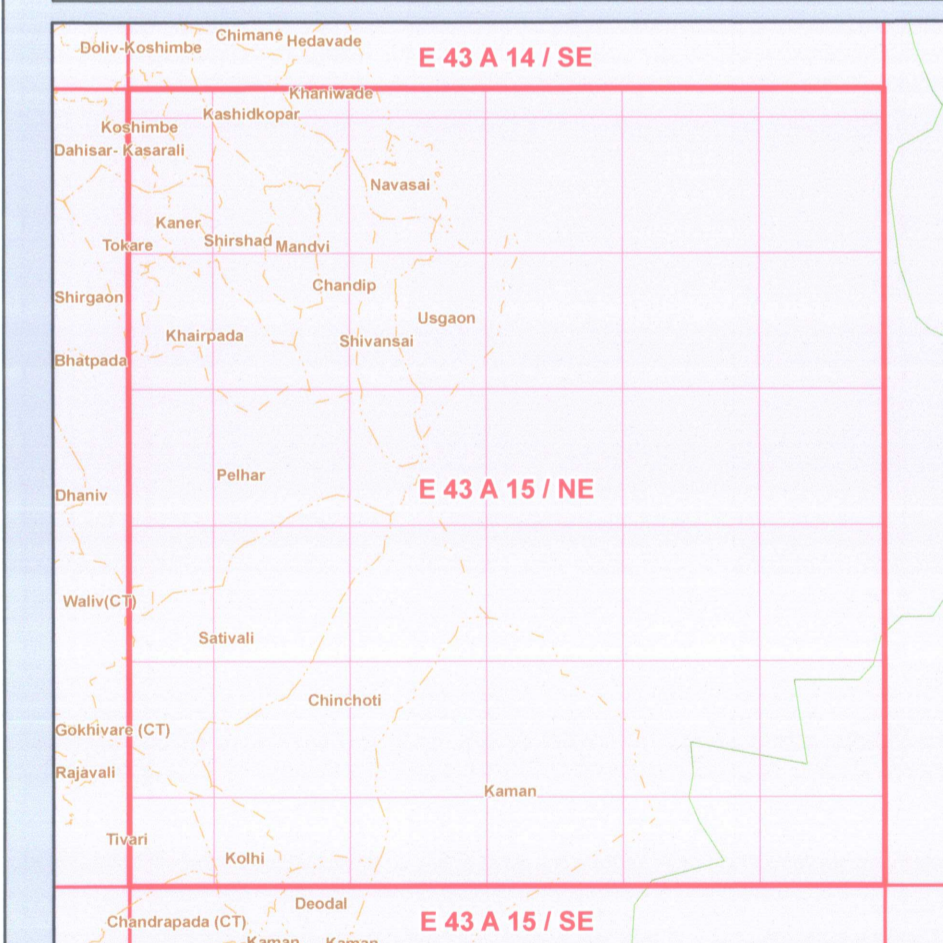 Chimane
Hedavade
Doliv-Koshimbe
E 43 A 14 / SE
Khaniwade
Kashidkopar
Koshimbe
Dahisar- Kasarali
Navasai
Kaner
Shirshad
Mandvi
Tokare
Chandip
Shirgaon
Usgaon
Khairpada
Shivansai
Bhatpada
Pelhar
E 43 A 15 / NE
Dhaniv
Waliv(CT)
Sativali
Chinchoti
Gokhivare (CT)
Rajavali
Kaman
Tivari
Kolhi
Deodal
Chandrapada (CT)
E 43 A 15 / SE
Kaman
Kaman